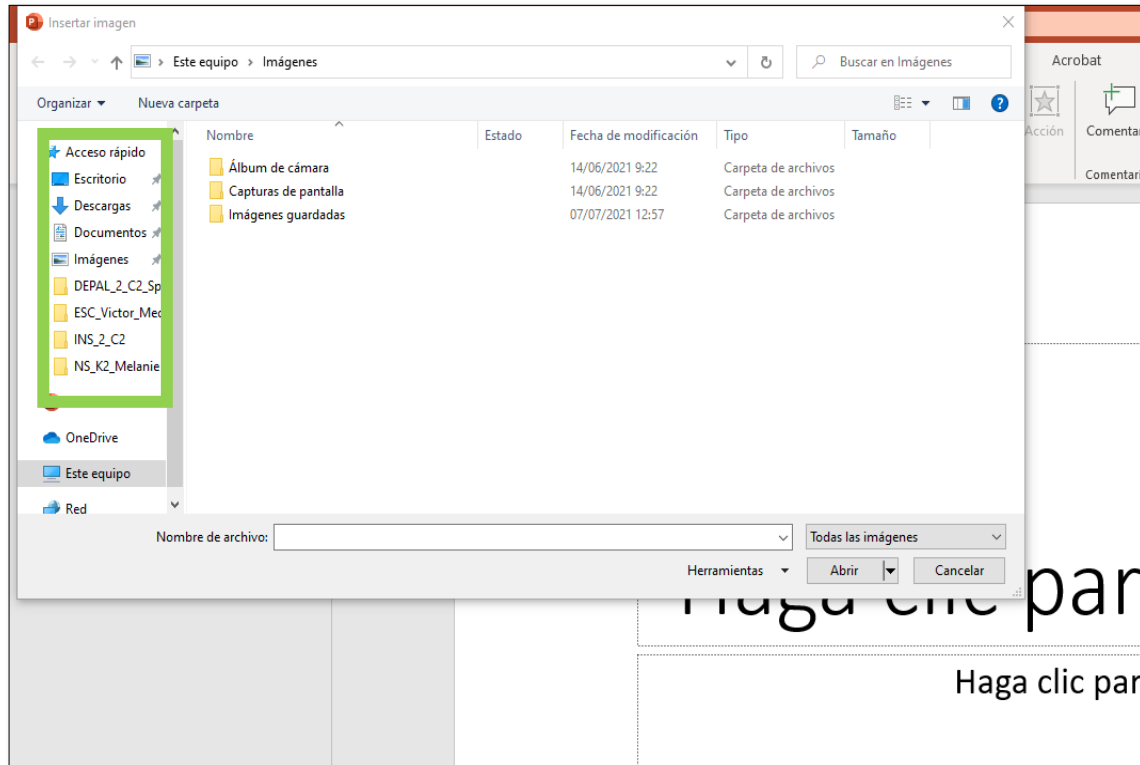 Insertar imagen
Este equipo > Imágenes
Buscar en Imágenes
Organizar
Nueva carpeta
Nombre
Estado
Fecha de modificación
Tipo
Tamaño
Acceso rápido
Escritorio
Descargas
Documentos
Imágenes
DEPAL_2_C2_Sp
ESC_Victor_Mec
INS_2_C2
NS_K2_Melanie
OneDrive
Este equipo
Red
Álbum de cámara 14/06/2021 9:22 Carpeta de archivos
Capturas de pantalla 14/06/2021 9:22 Carpeta de archivos
Imágenes guardadas 07/07/2021 12:57 Carpeta de archivos
Nombre de archivo:
Todas las imágenes
Herramientas
Abrir
Cancelar
Acrobat
Acción
Comentar
Comentari
Haga clic par
Haga clic par